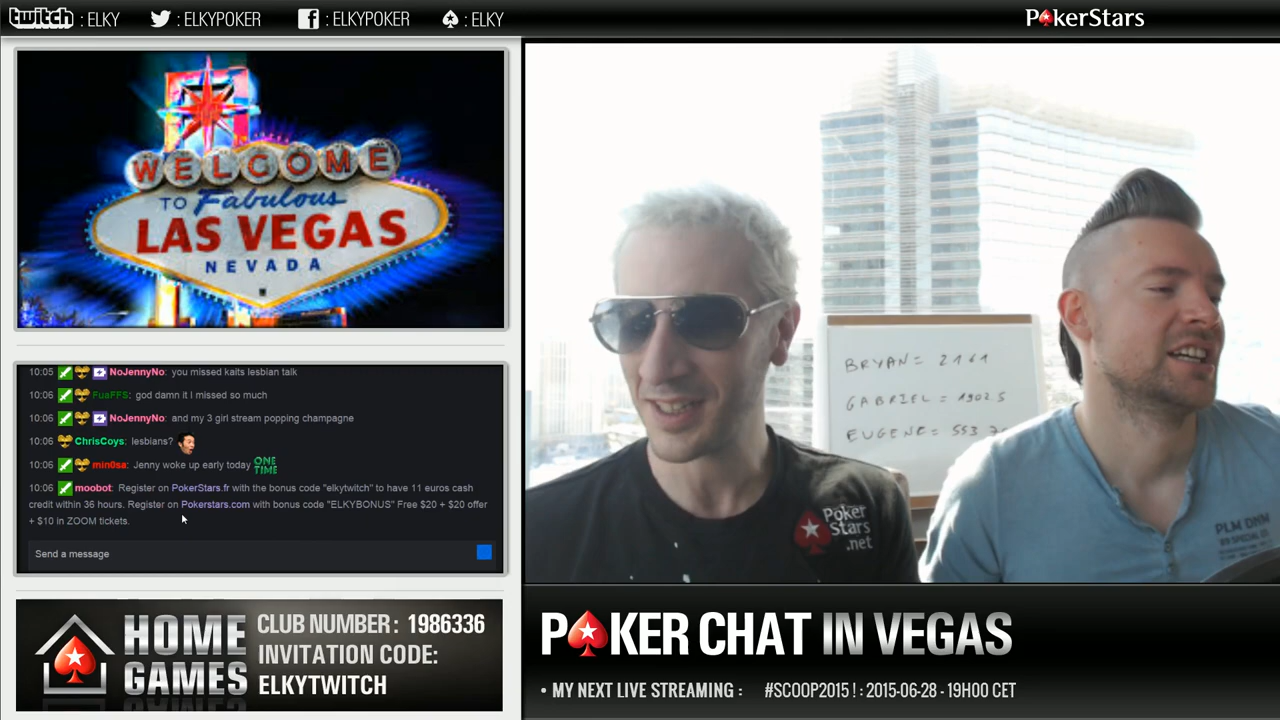 twitch : ELKY : ELKYPOKER : ELKYPOKER : ELKY PokerStars
WELCOME
TO Fabulous
LAS VEGAS
NEVADA
10:05 NoJennyNo: you missed kaits lesbian talk
10:06 FuaFFS: god damn it I missed so much
10:06 NoJennyNo: and my 3 girl stream popping champagne
10:06 ChrisCoys: lesbians?
10:06 min0sa: Jenny woke up early today ONE TIME
10:06 moobot: Register on PokerStars.fr with the bonus code "elkytwitch" to have 11 euros cash
credit within 36 hours. Register on Pokerstars.com with bonus code "ELKYBONUS" Free $20 + $20 offer
+ $10 in ZOOM tickets.
Send a message
HOME
GAMES
CLUB NUMBER : 1986336
INVITATION CODE:
ELKYTWITCH
BRYAN = 2161
GABRIEL = 1902.5
EUGENE = 553
Poker
Stars
.net
PLM DNM
POKER CHAT IN VEGAS
• MY NEXT LIVE STREAMING : #SCOOP2015 ! : 2015-06-28 - 19H00 CET